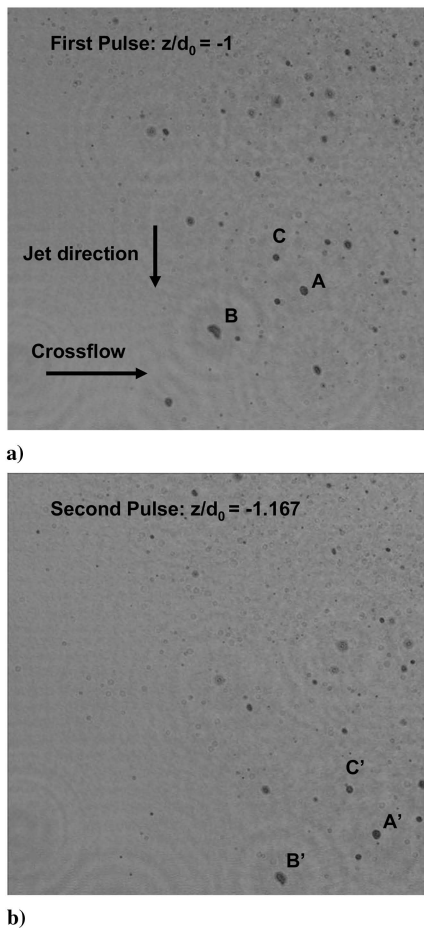 First Pulse: z/d0 = -1
C
Jet direction
A
B
Crossflow
a)
Second Pulse: z/d0 = -1.167
C’
A’
B’
b)